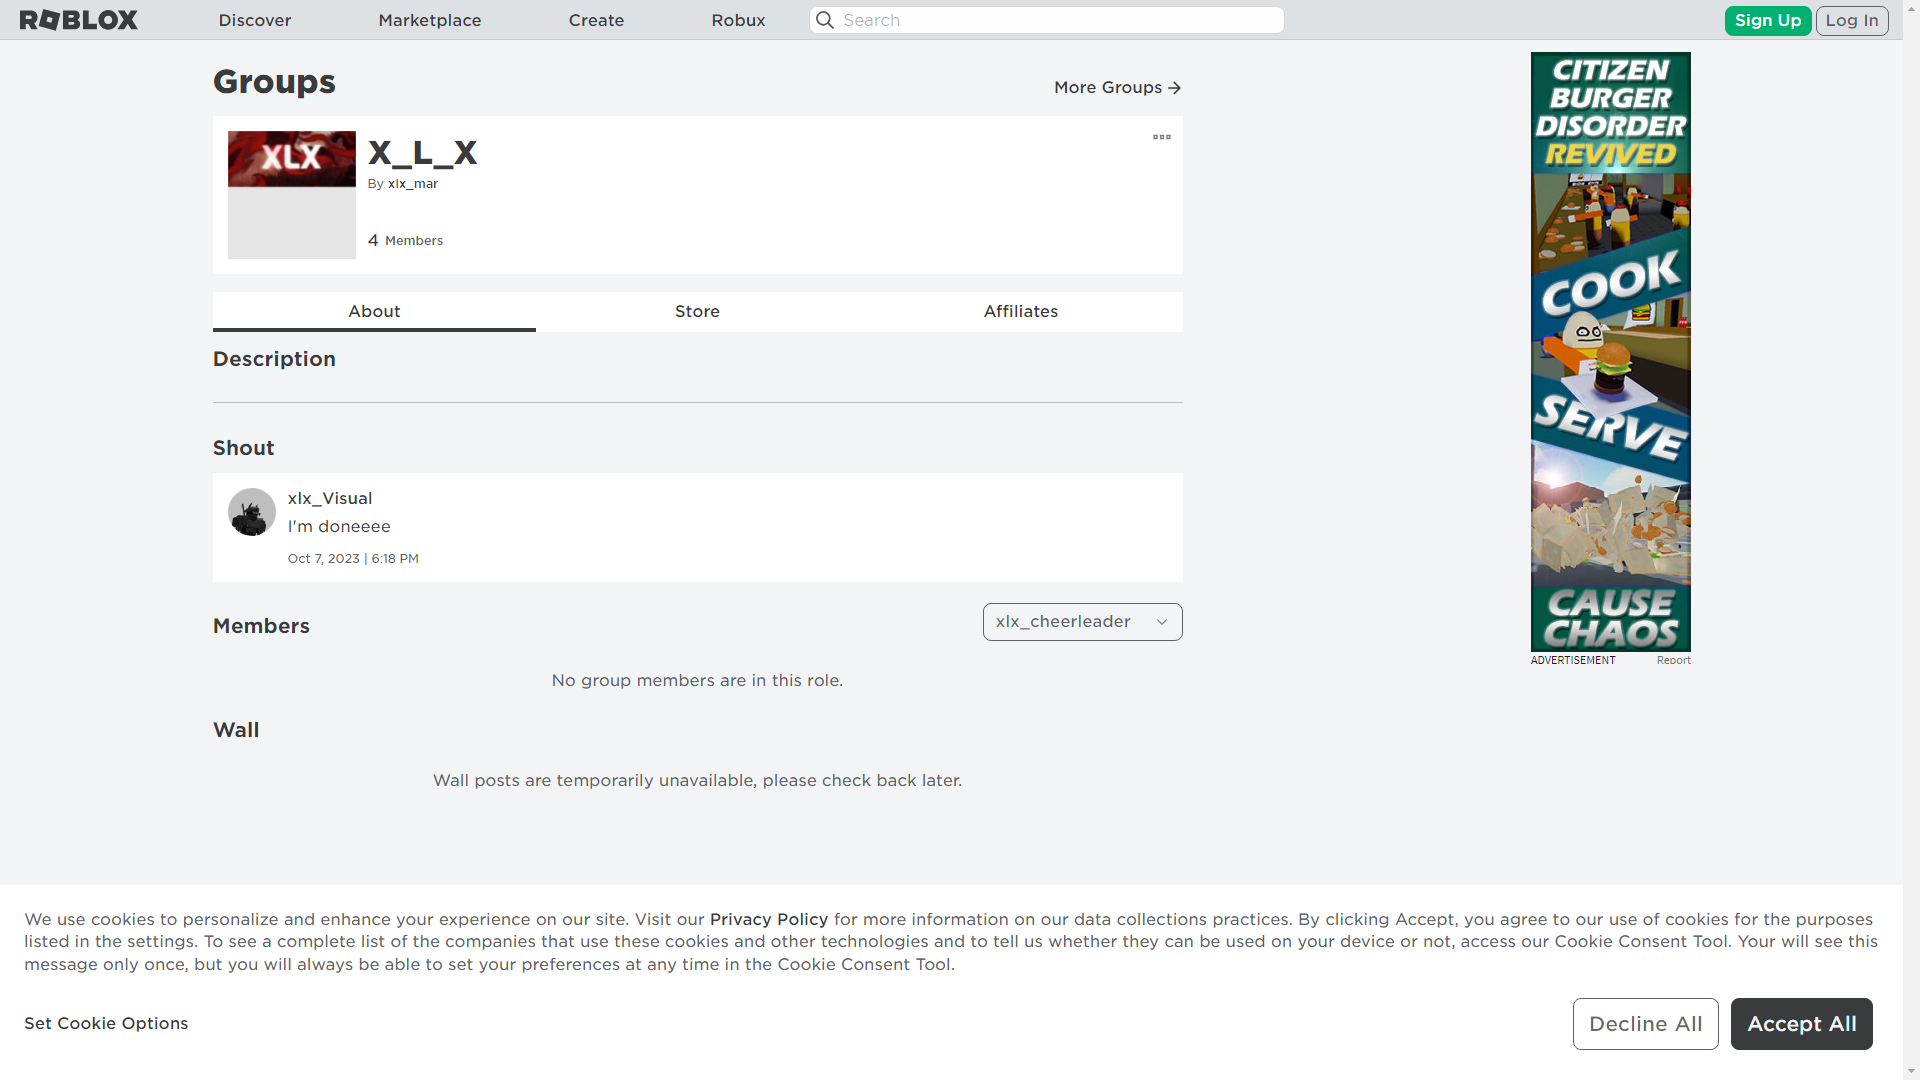 ROBLOX
Discover
Marketplace
Create
Robux
Search
Sign Up
Log In
Groups
More Groups
XLX
X_L_X
By xlx_mar
4 Members
About
Store
Affiliates
Description
Shout
xlx_Visual
I'm doneeee
Oct 7, 2023 | 6:18 PM
Members
xlx_cheerleader
No group members are in this role.
Wall
Wall posts are temporarily unavailable, please check back later.
CITIZEN
BURGER
DISORDER
REVIVED
COOK
SERVE
CAUSE
CHAOS
ADVERTISEMENT
Report
We use cookies to personalize and enhance your experience on our site. Visit our Privacy Policy for more information on our data collections practices. By clicking Accept, you agree to our use of cookies for the purposes
listed in the settings. To see a complete list of the companies that use these cookies and other technologies and to tell us whether they can be used on your device or not, access our Cookie Consent Tool. Your will see this
message only once, but you will always be able to set your preferences at any time in the Cookie Consent Tool.
Set Cookie Options
Decline All
Accept All